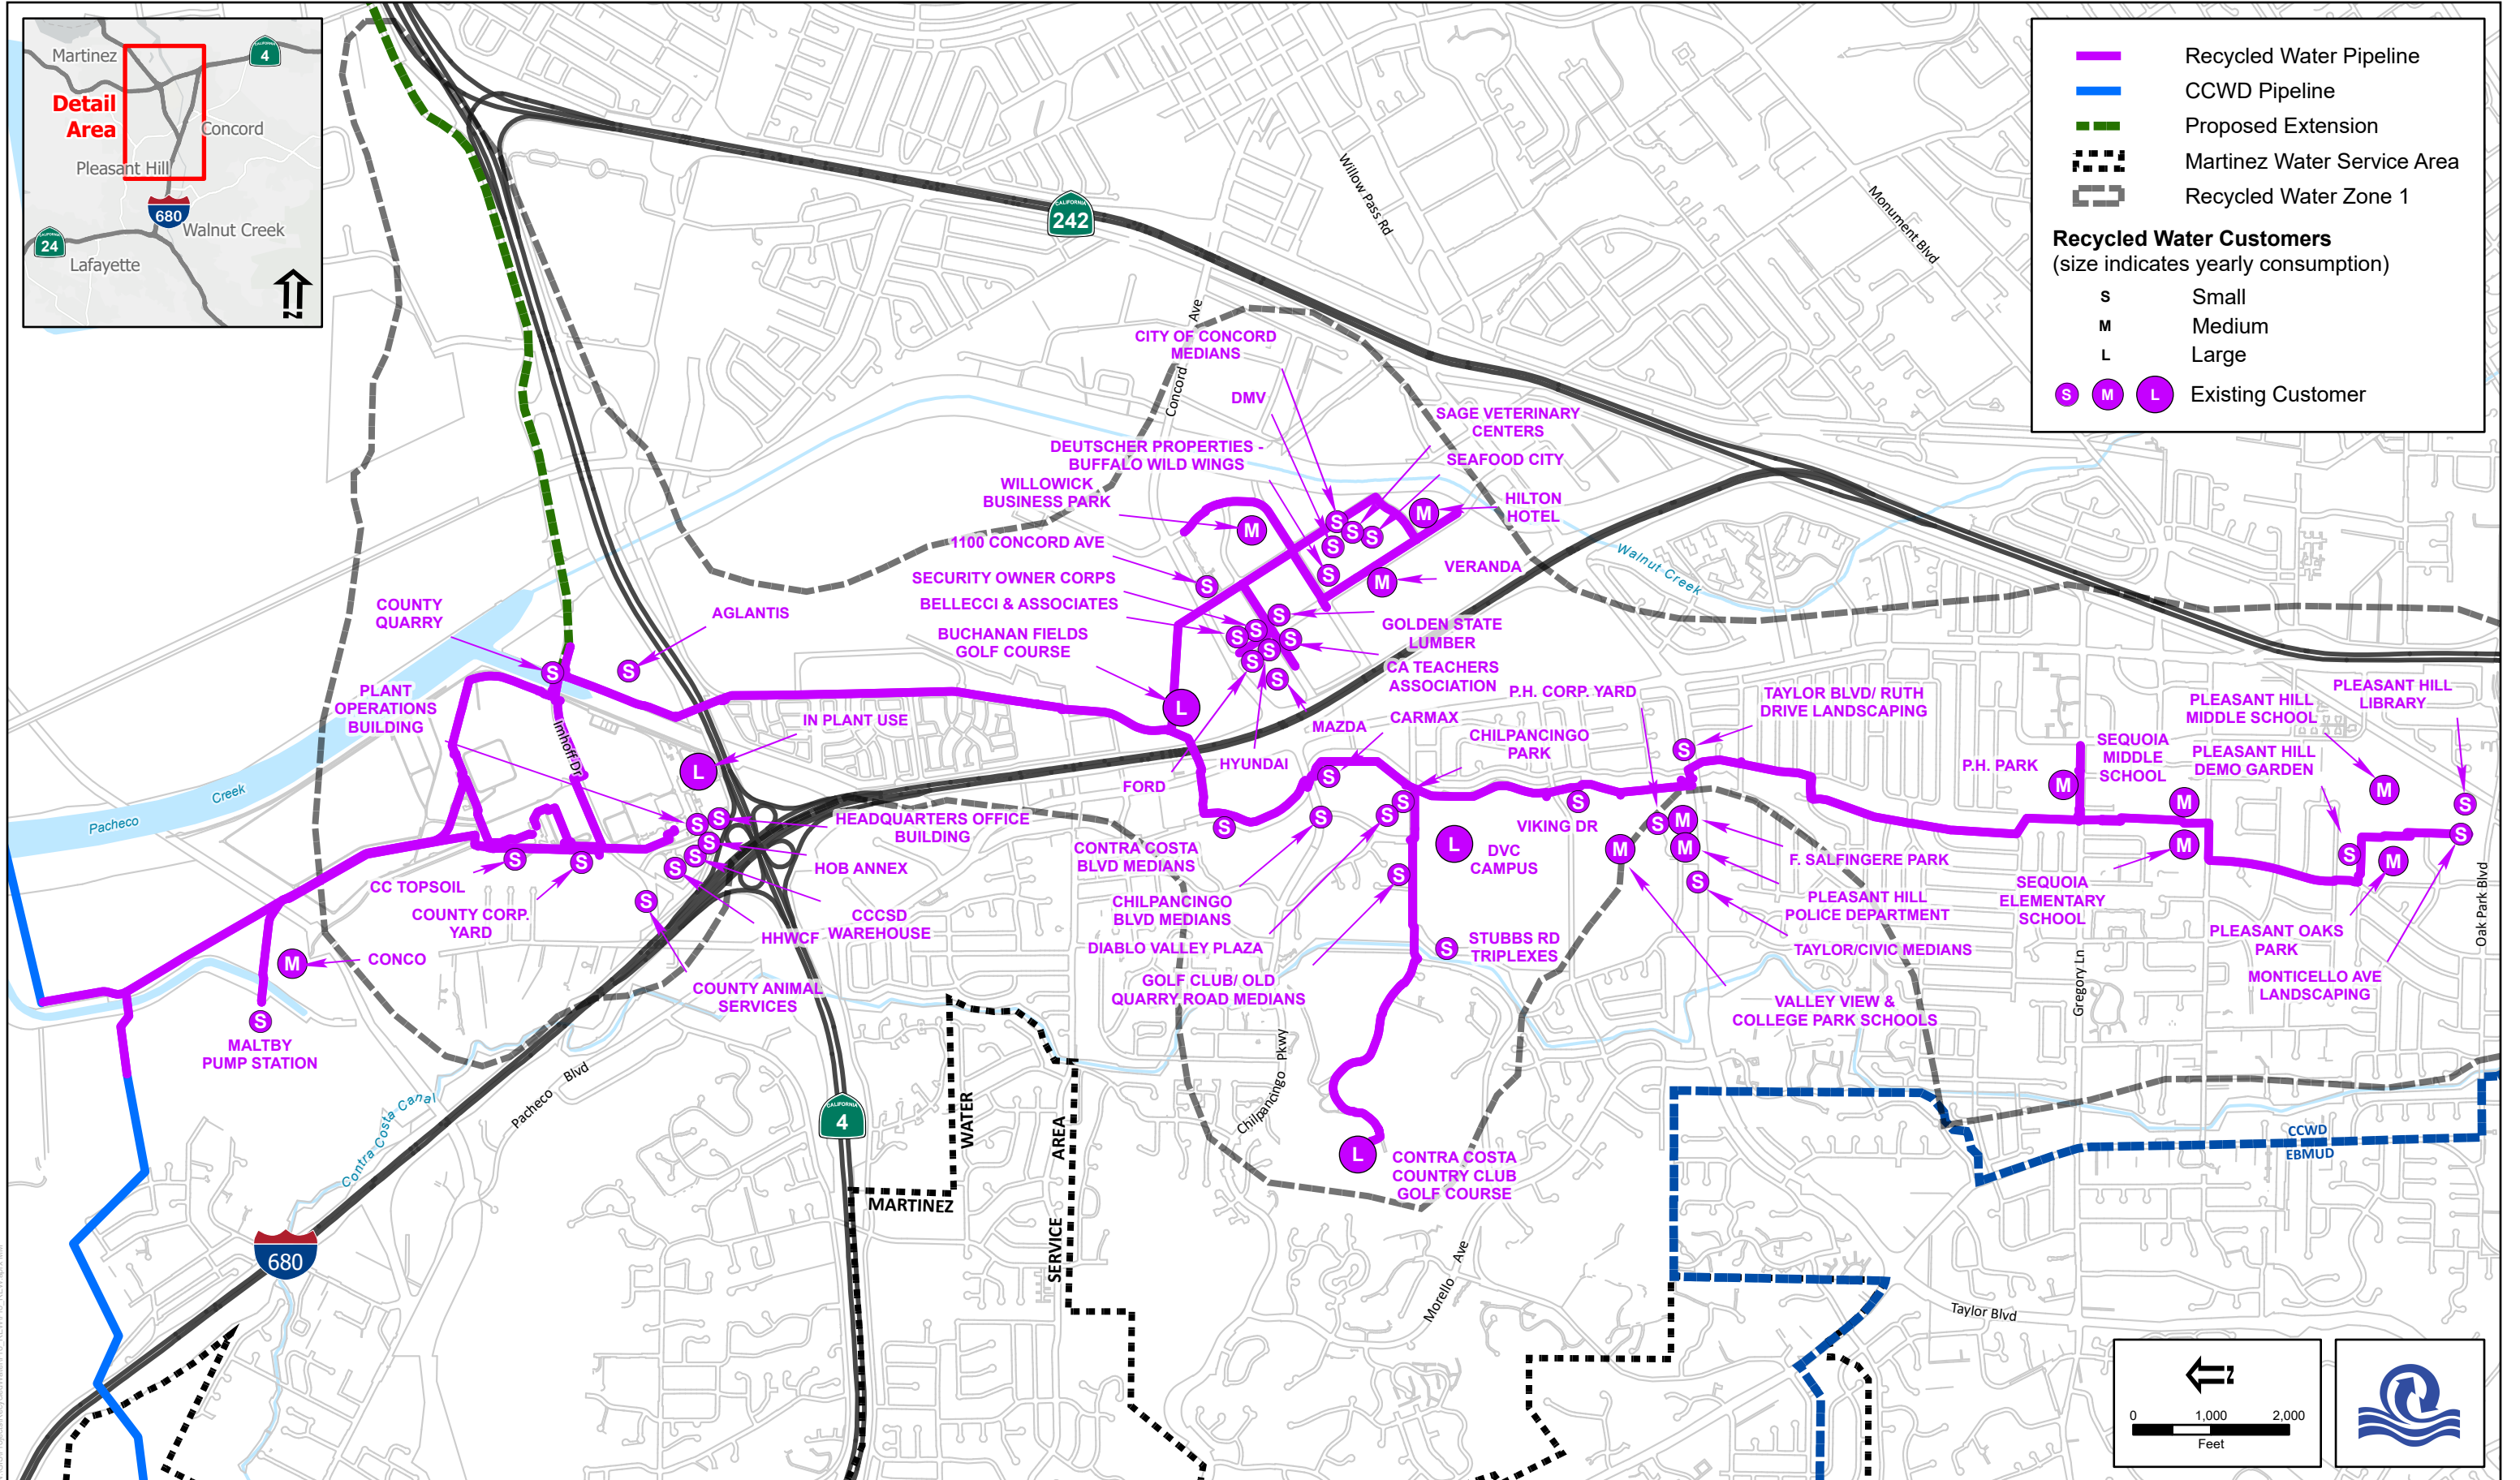 Martinez
4
Detail
Area
Concord
Pleasant Hill
680
Walnut Creek
24
Lafayette
N
Recycled Water Pipeline
CCWD Pipeline
Proposed Extension
Martinez Water Service Area
Recycled Water Zone 1
Recycled Water Customers
(size indicates yearly consumption)
S Small
M Medium
L Large
S M L Existing Customer
CALIFORNIA
242
Willow Pass Rd
Monument Blvd
Concord Ave
CITY OF CONCORD
MEDIANS
DMV
SAGE VETERINARY
CENTERS
DEUTSCHER PROPERTIES -
BUFFALO WILD WINGS
SEAFOOD CITY
WILLOWICK
BUSINESS PARK
HILTON
HOTEL
1100 CONCORD AVE
VERANDA
SECURITY OWNER CORPS
BELLECCI & ASSOCIATES
GOLDEN STATE
LUMBER
BUCHANAN FIELDS
GOLF COURSE
CA TEACHERS
ASSOCIATION
Walnut Creek
COUNTY
QUARRY
AGLANTIS
PLANT
OPERATIONS
BUILDING
IN PLANT USE
Imhoff Dr
MAZDA
HYUNDAI
FORD
CARMAX
CHILPANCINGO
PARK
P.H. CORP. YARD
TAYLOR BLVD/ RUTH
DRIVE LANDSCAPING
P.H. PARK
SEQUOIA
MIDDLE
SCHOOL
PLEASANT HILL
MIDDLE SCHOOL
PLEASANT HILL
LIBRARY
PLEASANT HILL
DEMO GARDEN
Pacheco Creek
HEADQUARTERS OFFICE
BUILDING
HOB ANNEX
CC TOPSOIL
COUNTY CORP.
YARD
CCCSD
WAREHOUSE
HHWCF
CONCO
COUNTY ANIMAL
SERVICES
MALTBY
PUMP STATION
CONTRA COSTA
BLVD MEDIANS
CHILPANCINGO
BLVD MEDIANS
DIABLO VALLEY PLAZA
GOLF CLUB/ OLD
QUARRY ROAD MEDIANS
DVC
CAMPUS
VIKING DR
STUBBS RD
TRIPLEXES
F. SALFINGERE PARK
PLEASANT HILL
POLICE DEPARTMENT
TAYLOR/CIVIC MEDIANS
VALLEY VIEW &
COLLEGE PARK SCHOOLS
SEQUOIA
ELEMENTARY
SCHOOL
PLEASANT OAKS
PARK
MONTICELLO AVE
LANDSCAPING
Oak Park Blvd
Gregory Ln
CONTRA COSTA
COUNTRY CLUB
GOLF COURSE
Chilpancingo Pkwy
Morello Ave
Taylor Blvd
Pacheco Blvd
Contra Costa Canal
CALIFORNIA
4
680
MARTINEZ
WATER
SERVICE
AREA
CCWD
EBMUD
N
0 1,000 2,000
Feet